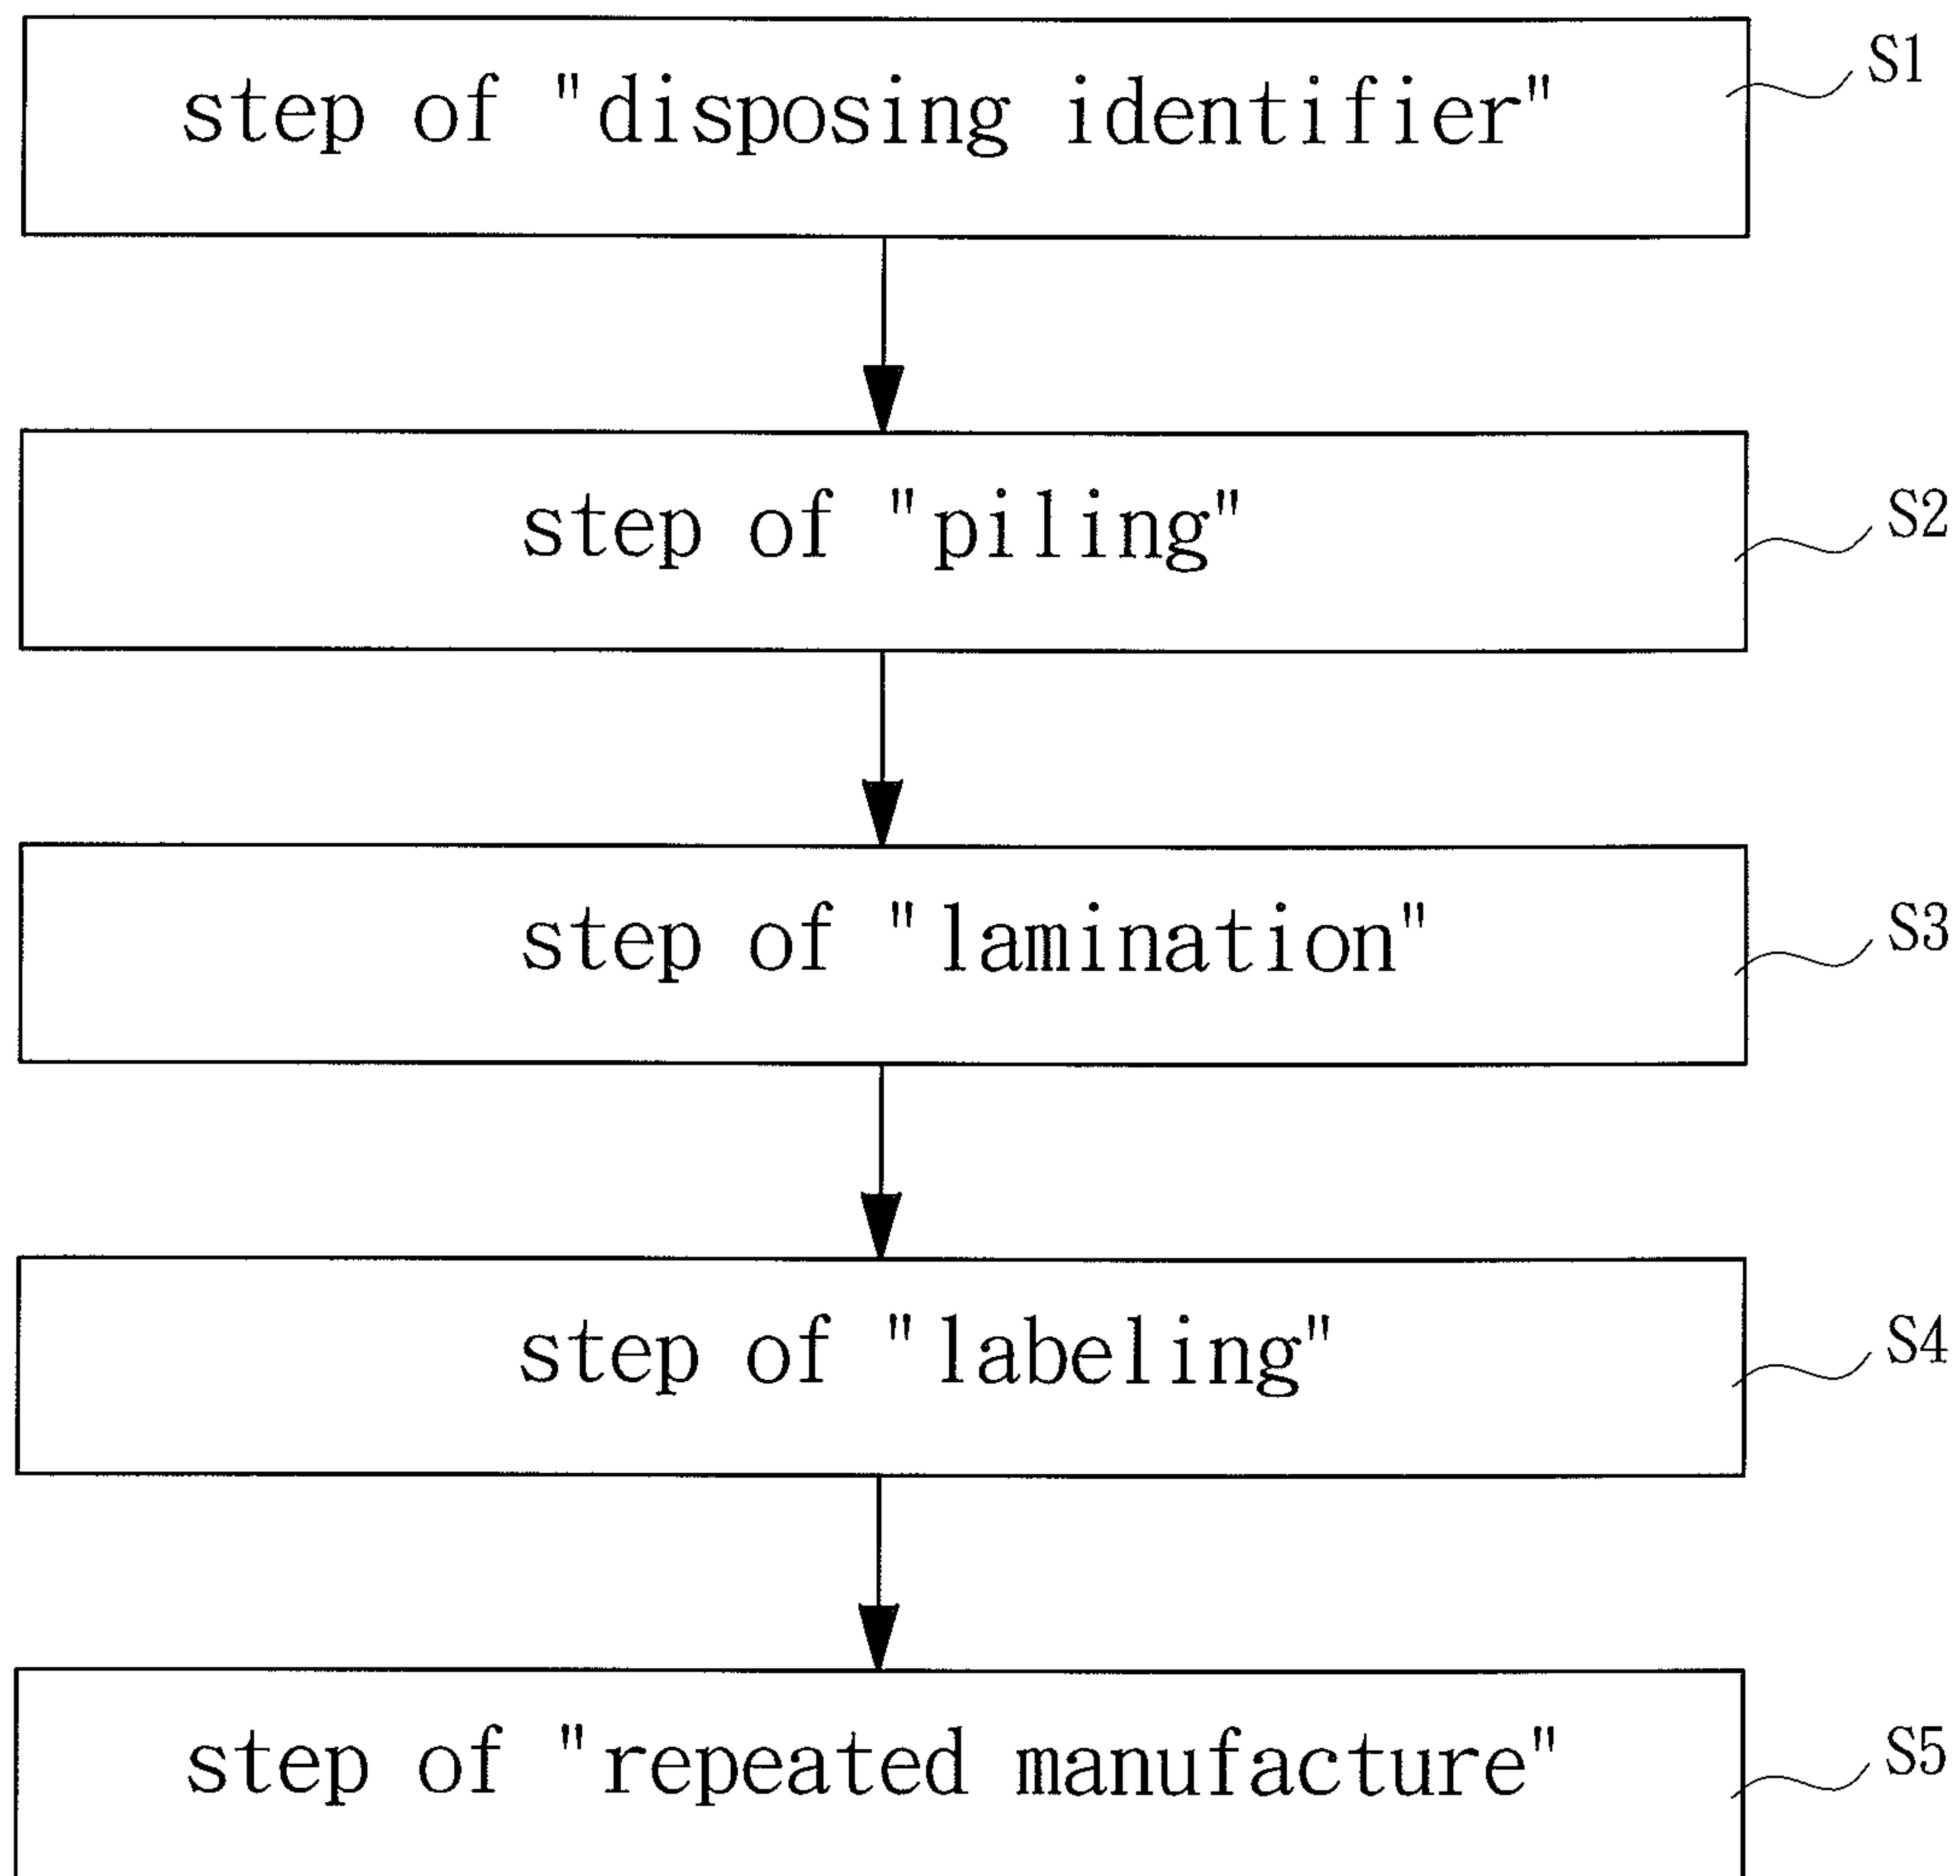 step of "disposing identifier" S1
step of "piling" S2
step of "lamination" S3
step of "labeling" S4
step of "repeated manufacture" S5